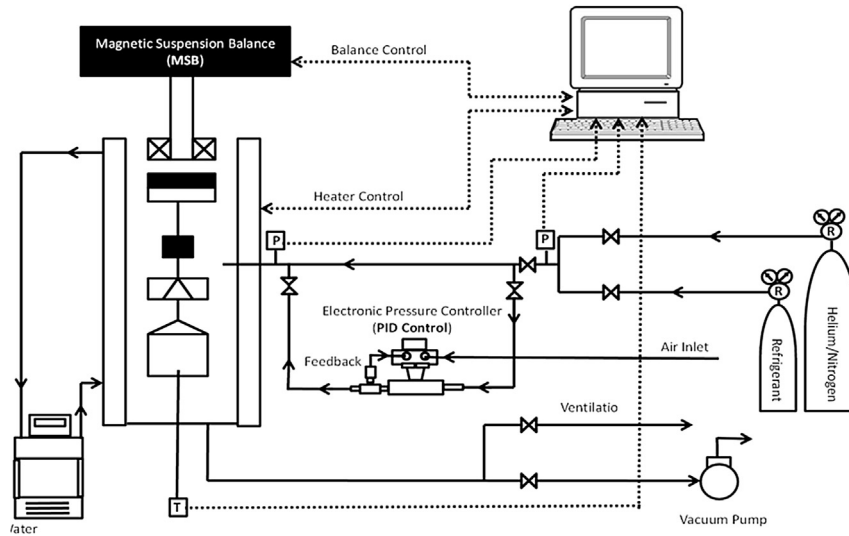 Magnetic Suspension Balance
(MSB)
Balance Control
Heater Control
P
P
R
R
Electronic Pressure Controller
(PID Control)
Feedback
Air Inlet
Refrigerant
Helium/Nitrogen
Ventilatio
T
Vacuum Pump
/ater